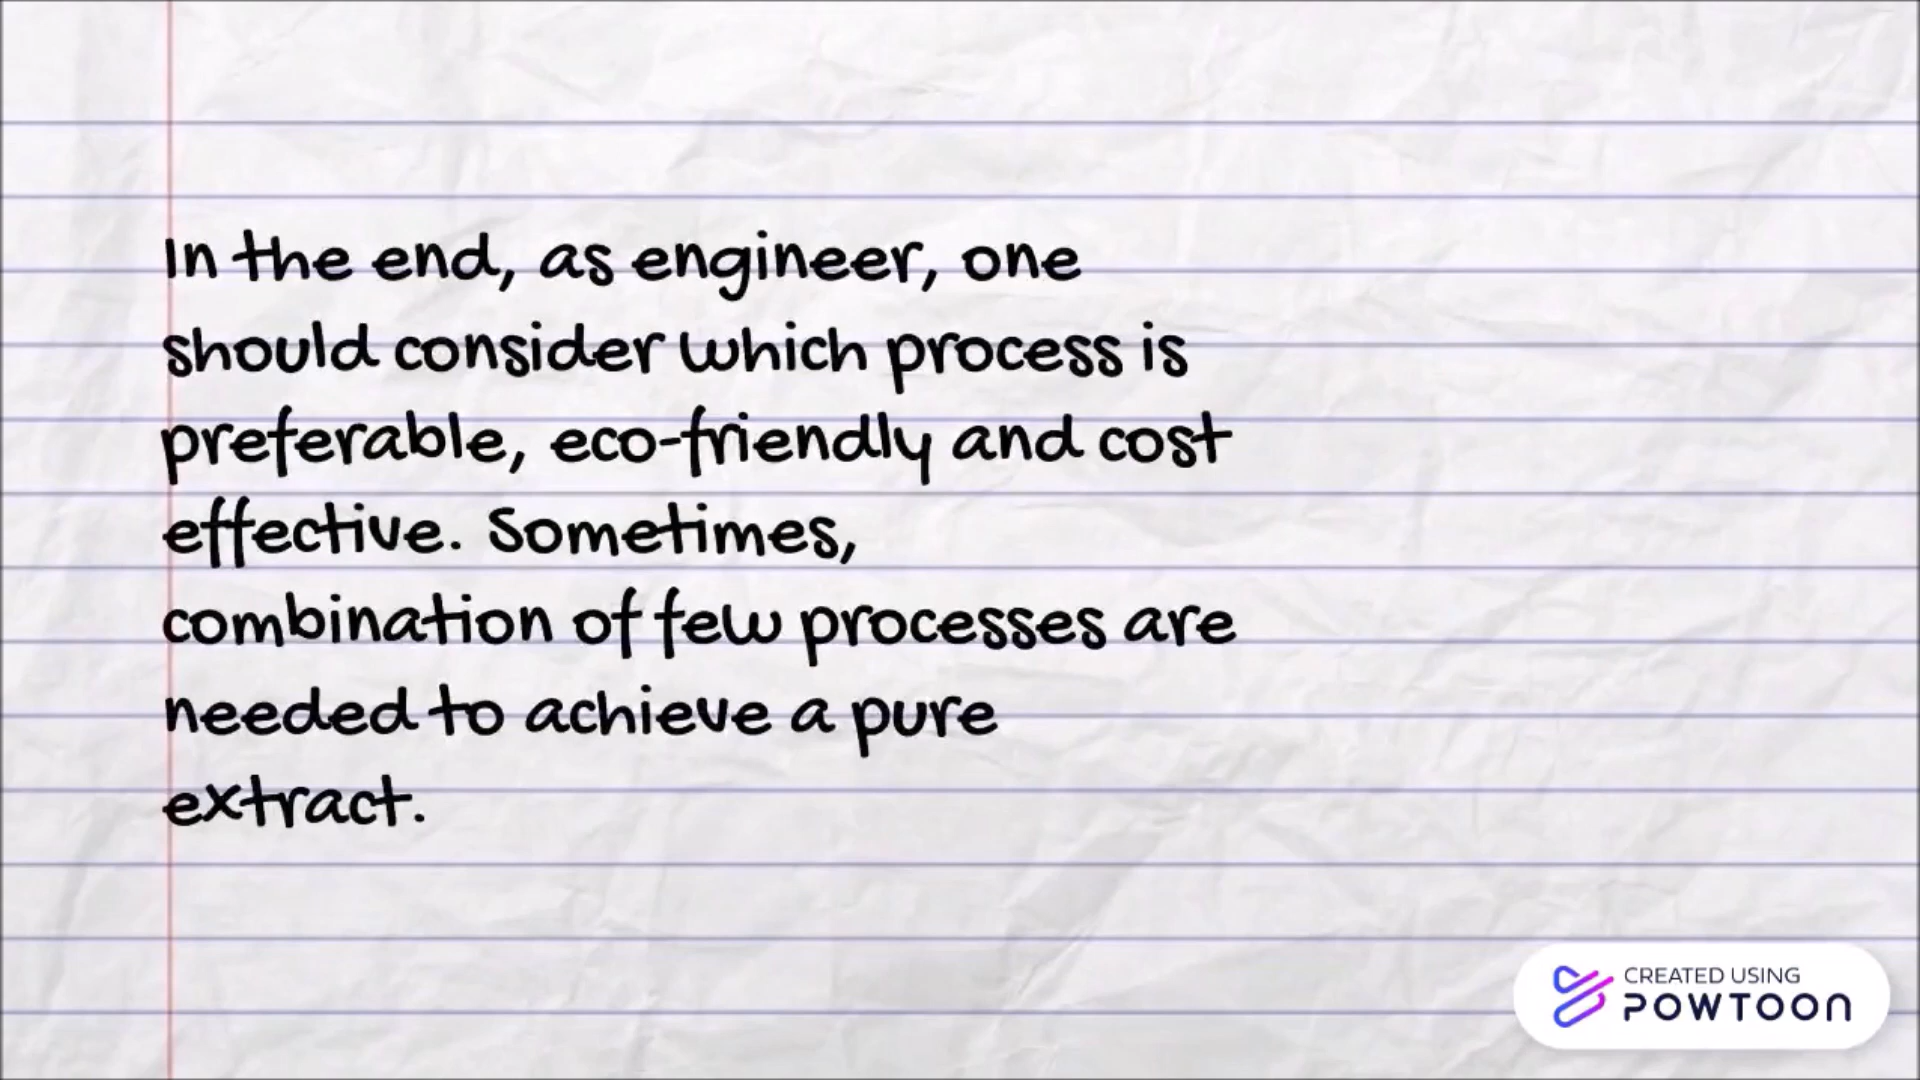 In the end, as engineer, one
should consider which process is
preferable, eco-friendly and cost
effective. Sometimes,
combination of few processes are
needed to achieve a pure
extract.
CREATED USING
POWTOON